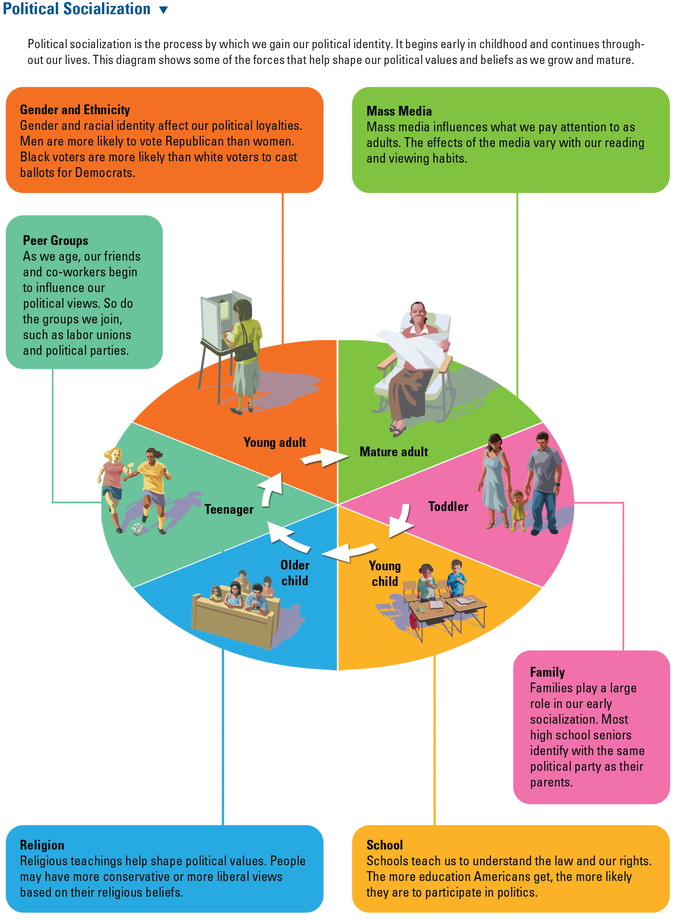 Political Socialization ▼
Political socialization is the process by which we gain our political identity. It begins early in childhood and continues through-
out our lives. This diagram shows some of the forces that help shape our political values and beliefs as we grow and mature.
Gender and Ethnicity
Gender and racial identity affect our political loyalties.
Men are more likely to vote Republican than women.
Black voters are more likely than white voters to cast
ballots for Democrats.
Mass Media
Mass media influences what we pay attention to as
adults. The effects of the media vary with our reading
and viewing habits.
Peer Groups
As we age, our friends
and co-workers begin
to influence our
political views. So do
the groups we join,
such as labor unions
and political parties.
Young adult
Mature adult
Teenager
Toddler
Older
child
Young
child
Family
Families play a large
role in our early
socialization. Most
high school seniors
identify with the same
political party as their
parents.
Religion
Religious teachings help shape political values. People
may have more conservative or more liberal views
based on their religious beliefs.
School
Schools teach us to understand the law and our rights.
The more education Americans get, the more likely
they are to participate in politics.